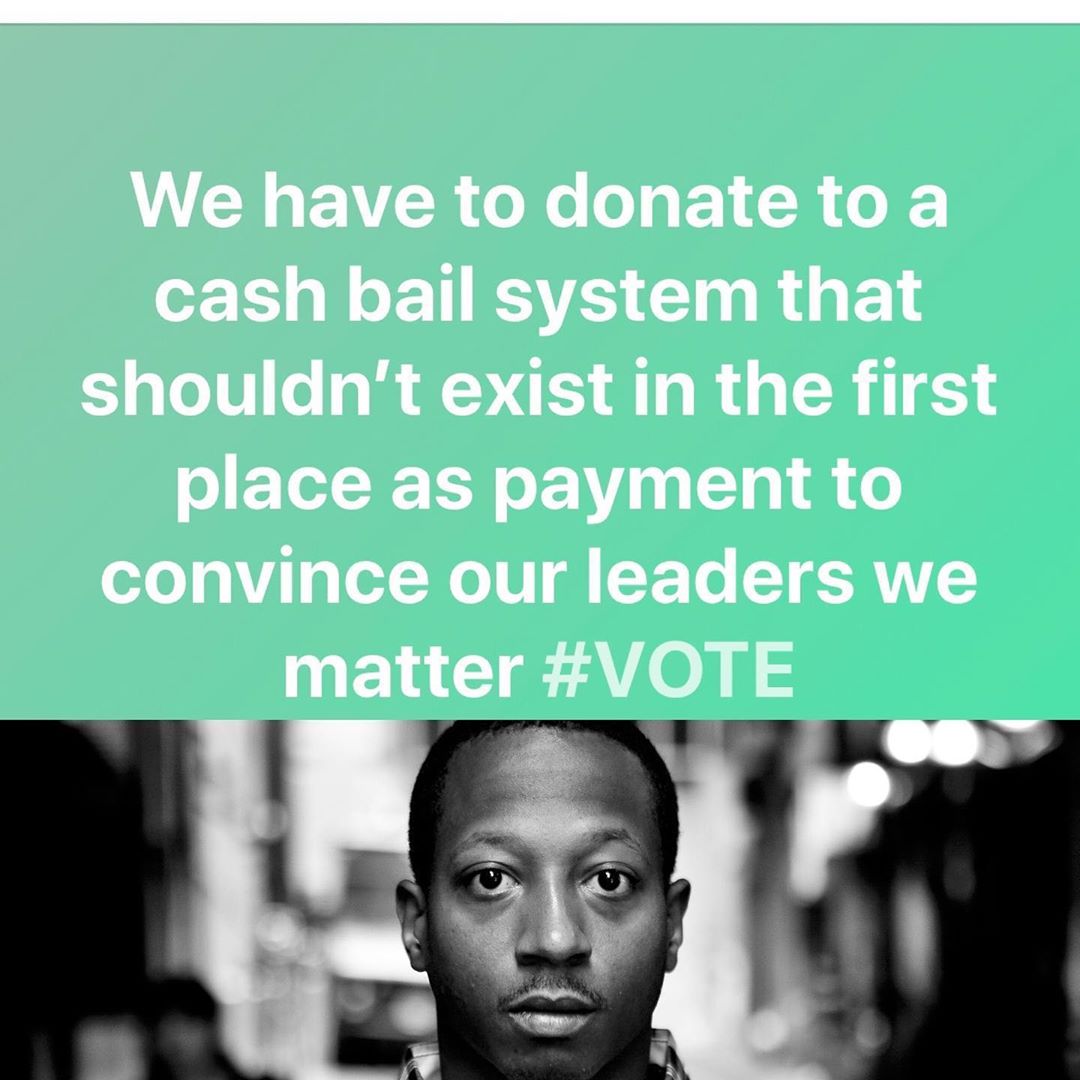 We have to donate to a
cash bail system that
shouldn’t exist in the first
place as payment to
convince our leaders we
matter #VOTE